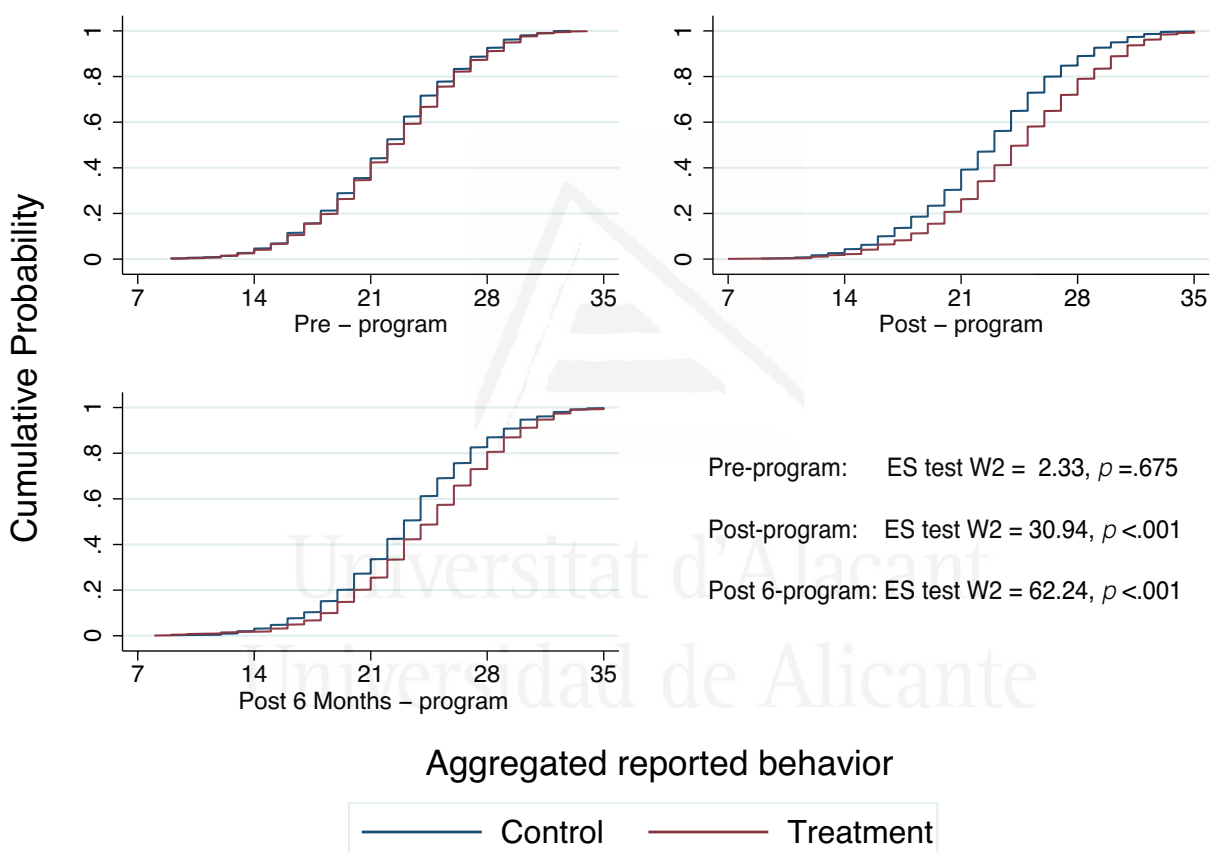 Cumulative Probability
0 .2 .4 .6 .8 1
7 14 21 28 35
Pre – program
0 .2 .4 .6 .8 1
7 14 21 28 35
Post – program
0 .2 .4 .6 .8 1
7 14 21 28 35
Post 6 Months – program
Pre-program: ES test W2 = 2.33, p =.675
Post-program: ES test W2 = 30.94, p <.001
Post 6-program: ES test W2 = 62.24, p <.001
Universitat d'Alacant
Universidad de Alicante
Aggregated reported behavior
Control Treatment